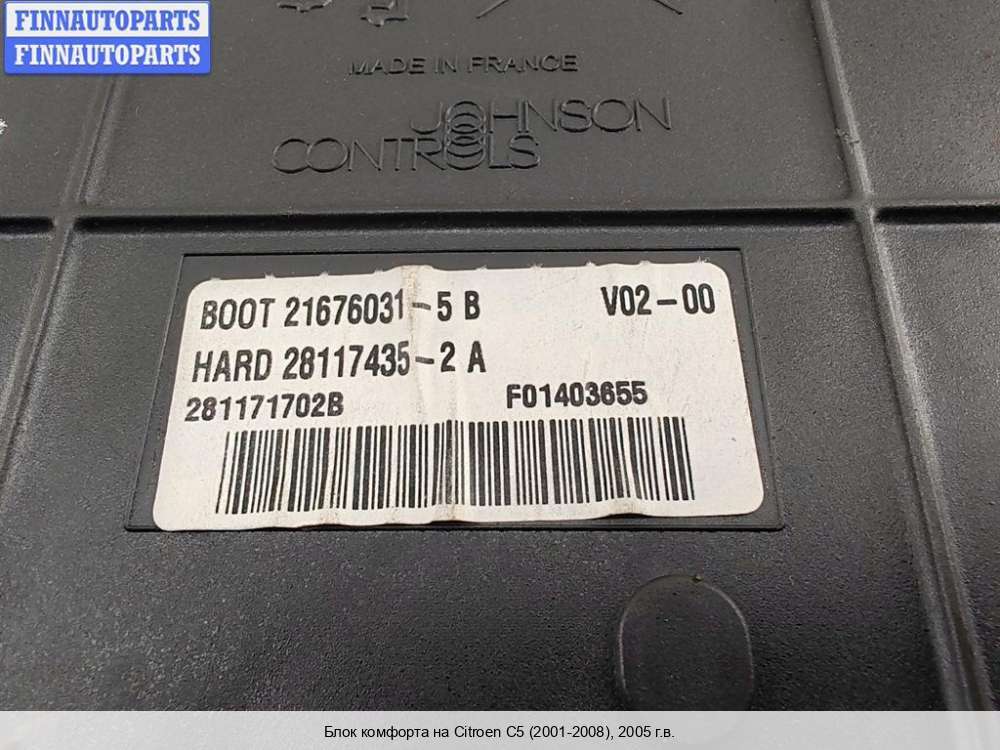 FINNAUTOPARTS
FINNAUTOPARTS
MADE IN FRANCE
JOHNSON
CONTROLS
BOOT 21676031-5 B V02-00
HARD 28117435-2 A
281171702B F01403655
Блок комфорта на Citroen C5 (2001-2008), 2005 г.в.